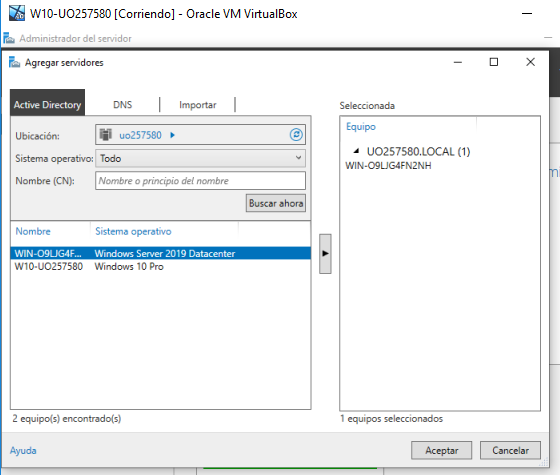 W10-UO257580 [Corriendo] - Oracle VM VirtualBox
Administrador del servidor
Agregar servidores
Active Directory
DNS
Importar
Ubicación:
uo257580
Sistema operativo:
Todo
Nombre (CN):
Nombre o principio del nombre
Buscar ahora
Nombre Sistema operativo
WIN-O9LJG4F... Windows Server 2019 Datacenter
W10-UO257580 Windows 10 Pro
2 equipo(s) encontrado(s)
Seleccionada
Equipo
UO257580.LOCAL (1)
WIN-O9LJG4FN2NH
1 equipos seleccionados
Ayuda
Aceptar
Cancelar